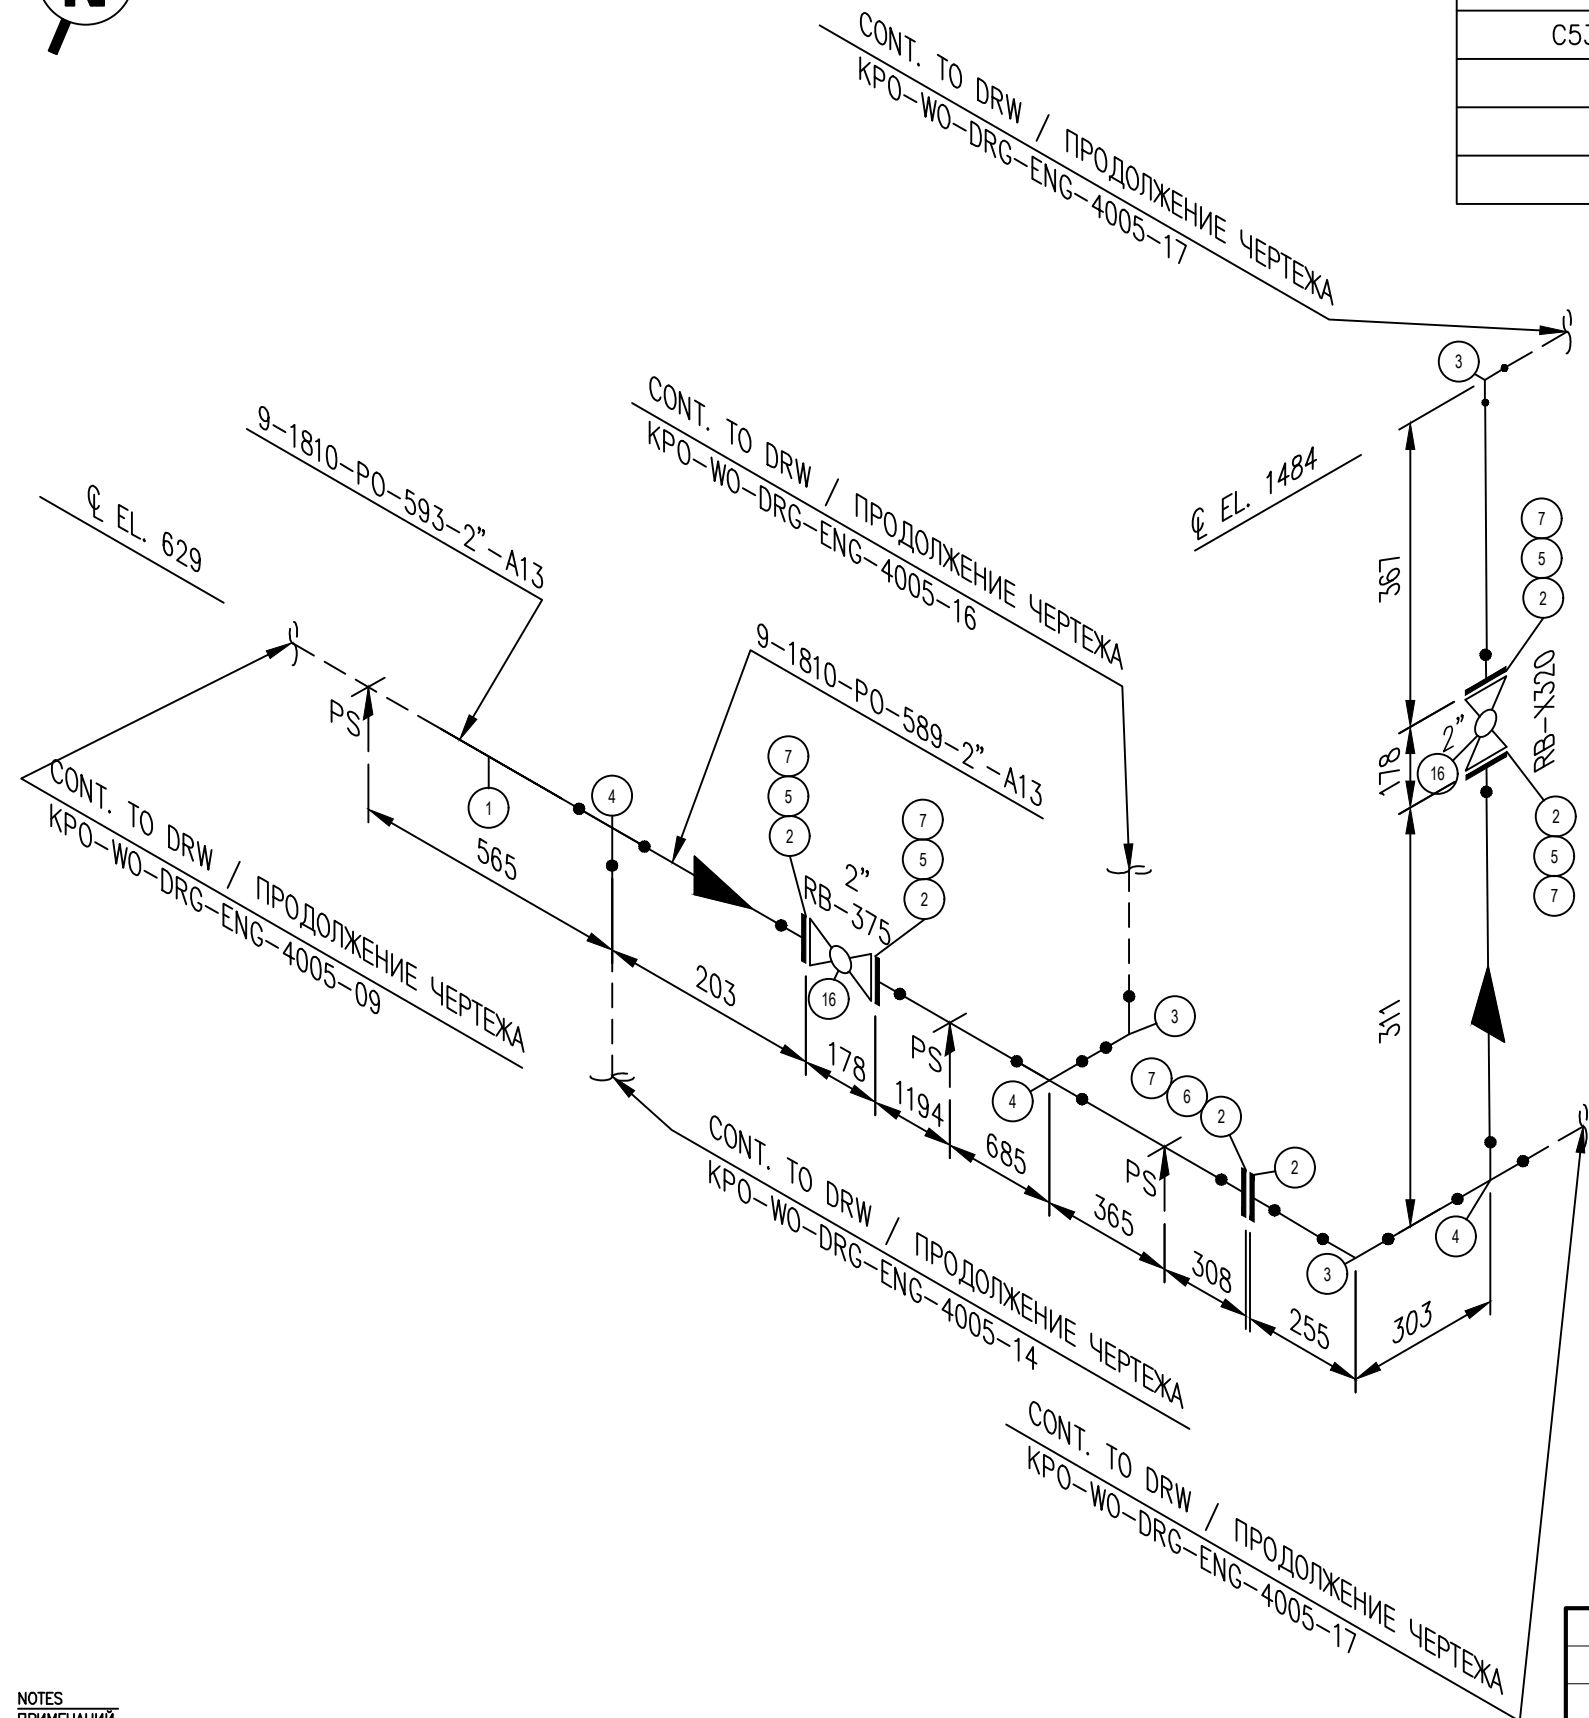 N
C53
CONT. TO DRW / ПРОДОЛЖЕНИЕ ЧЕРТЕЖА
KPO-WO-DRG-ENG-4005-17
3
CONT. TO DRW / ПРОДОЛЖЕНИЕ ЧЕРТЕЖА
KPO-WO-DRG-ENG-4005-16
9-1810-PO-593-2"-A13
℄ EL. 629
℄ EL. 1484
7
5
2
367
RB-X320
2"
16
178
2
5
7
311
9-1810-PO-589-2"-A13
PS
1
4
7
5
2
2"
RB-375
7
5
2
16
CONT. TO DRW / ПРОДОЛЖЕНИЕ ЧЕРТЕЖА
KPO-WO-DRG-ENG-4005-09
565
203
178
1194
685
365
308
255
303
PS
3
4
7
6
2
2
PS
3
4
CONT. TO DRW / ПРОДОЛЖЕНИЕ ЧЕРТЕЖА
KPO-WO-DRG-ENG-4005-14
CONT. TO DRW / ПРОДОЛЖЕНИЕ ЧЕРТЕЖА
KPO-WO-DRG-ENG-4005-17
NOTES
ПРИМЕЧАНИЙ